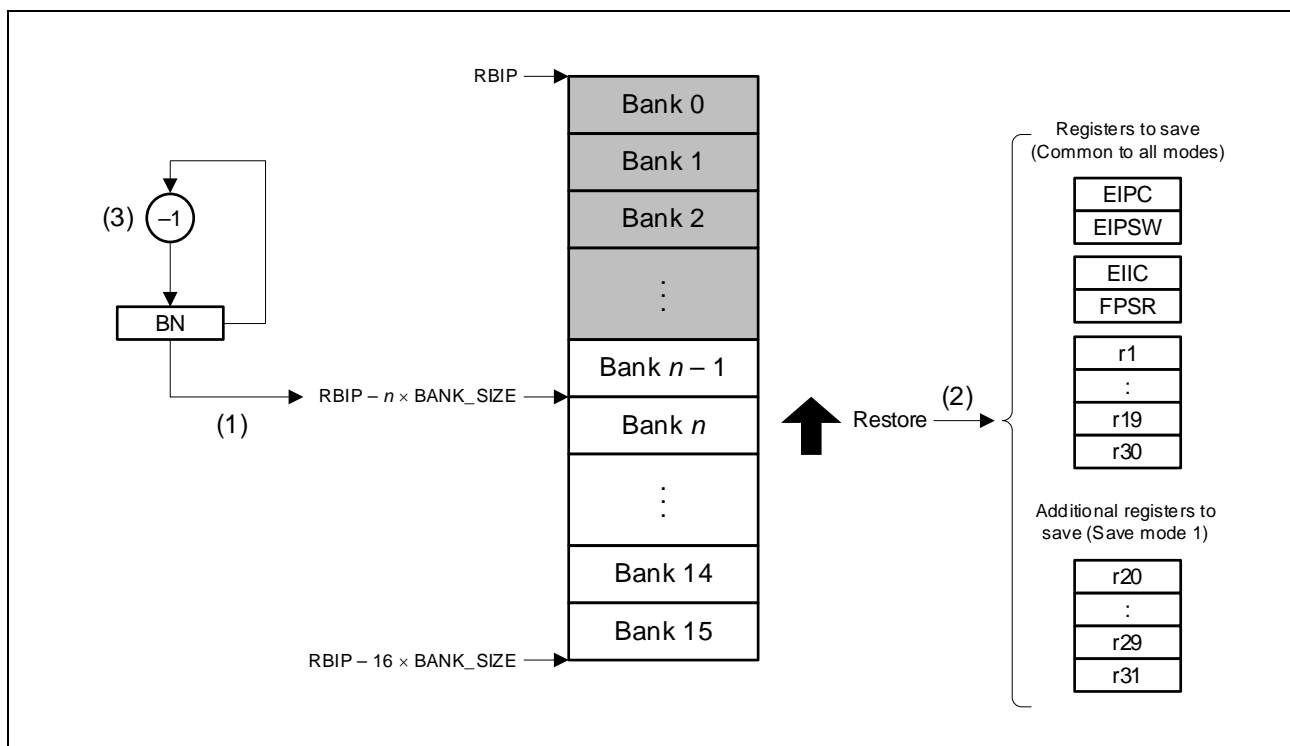 RBIP
Bank 0
Bank 1
Bank 2
⋮
Bank n – 1
Bank n
⋮
Bank 14
Bank 15
(3)
–1
BN
(1)
RBIP – n × BANK_SIZE
RBIP – 16 × BANK_SIZE
Restore
(2)
Registers to save
(Common to all modes)
EIPC
EIPSW
EIIC
FPSR
r1
:
r19
r30
Additional registers to
save (Save mode 1)
r20
:
r29
r31